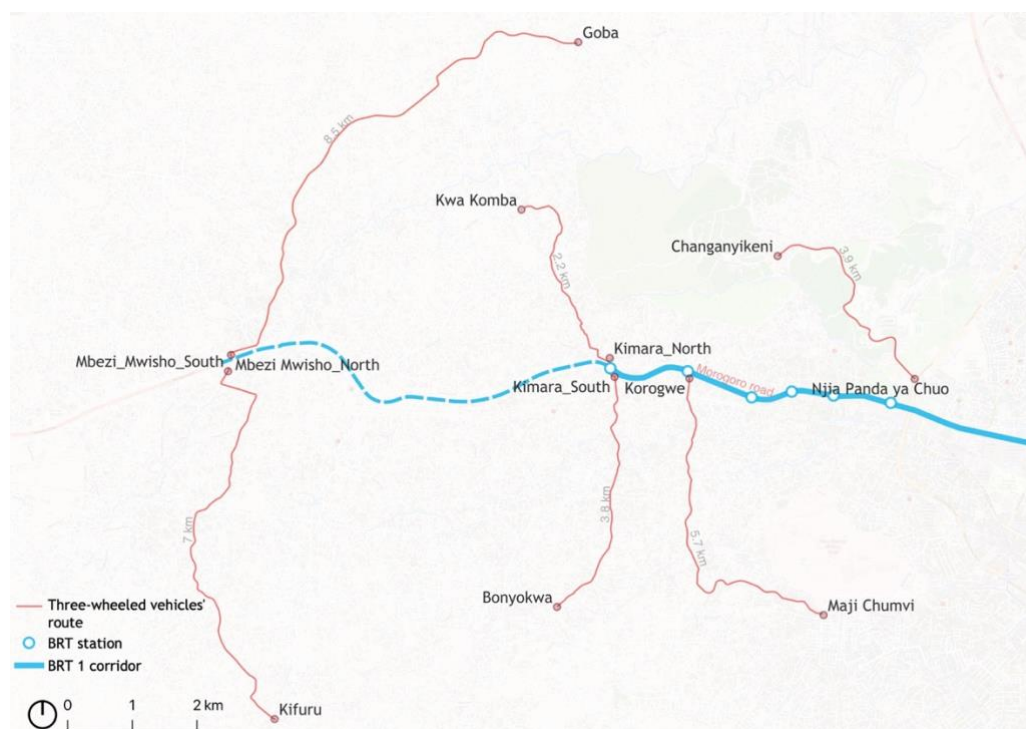 Goba
8.5 km
Kwa Komba
Changanyikeni
3.9 km
2.2 km
Kimara_North
Mbezi_Mwisho_South
Mbezi Mwisho_North
Kimara_South
Korogwe
Morogoro road
Njia Panda ya Chuo
3.8 km
7 km
5.7 km
Bonyokwa
Maji Chumvi
Three-wheeled vehicles'
route
BRT station
BRT 1 corridor
0 1 2 km
Kifuru